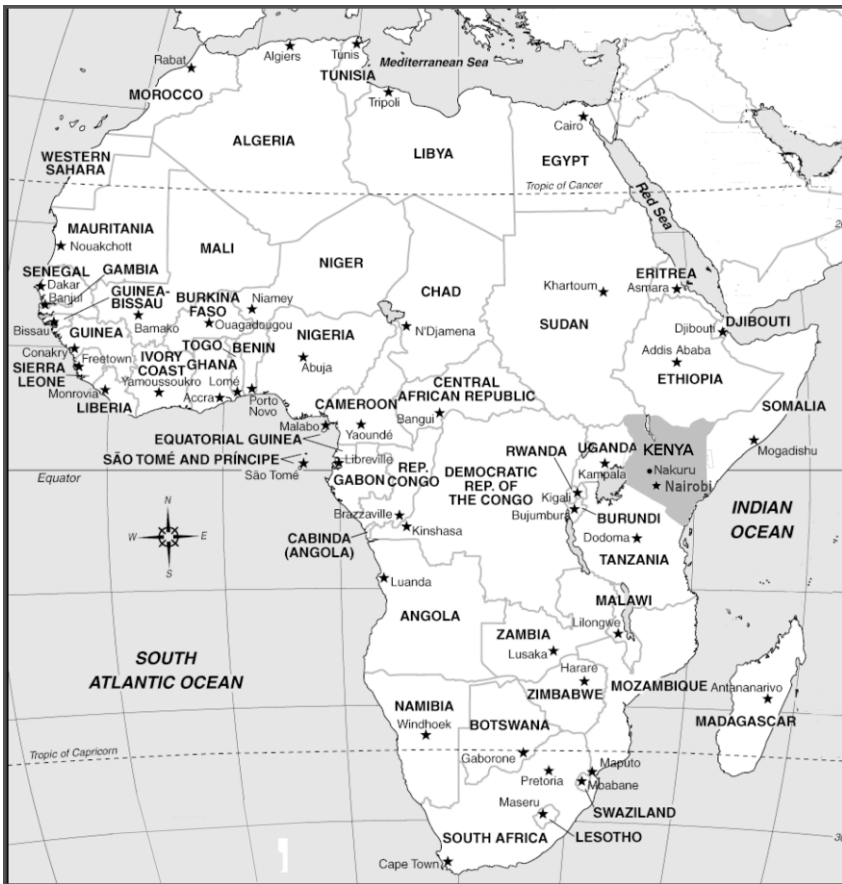 Rabat
Algiers
Tunis
Mediterranean Sea
TUNISIA
MOROCCO
Tripoli
Cairo
ALGERIA
LIBYA
EGYPT
WESTERN
SAHARA
Tropic of Cancer
Red Sea
MAURITANIA
Nouakchott
MALI
NIGER
CHAD
SENEGAL
GAMBIA
Dakar
Banjul
GUINEA-
BISSAU
BURKINA
FASO
Niamey
Khartoum
ERITREA
Asmara
SUDAN
Bissau
GUINEA
Bamako
Ouagadougou
NIGERIA
N'Djamena
Djibouti
DJIBOUTI
Conakry
Freetown
TOGO
BENIN
IVORY
COAST
GHANA
Abuja
Addis Ababa
ETHIOPIA
SIERRA
LEONE
Yamoussoukro
Lomé
Monrovia
LIBERIA
Accra
Porto
Novo
CAMEROON
CENTRAL
AFRICAN REPUBLIC
Bangui
SOMALIA
Malabo
Yaoundé
EQUATORIAL GUINEA
RWANDA
UGANDA
KENYA
Mogadishu
SÃO TOMÉ AND PRÍNCIPE
Libreville
REP.
CONGO
DEMOCRATIC
REP. OF
THE CONGO
Kampala
Nakuru
Equator
São Tomé
GABON
Nairobi
Kigali
Bujumbura
BURUNDI
INDIAN
OCEAN
Brazzaville
Kinshasa
CABINDA
(ANGOLA)
Dodoma
TANZANIA
N
W
E
S
Luanda
ANGOLA
MALAWI
Lilongwe
ZAMBIA
Lusaka
SOUTH
ATLANTIC OCEAN
Harare
ZIMBABWE
MOZAMBIQUE
Antananarivo
MADAGASCAR
NAMIBIA
Windhoek
BOTSWANA
Tropic of Capricorn
Gaborone
Pretoria
Maputo
Mbabane
Maseru
SWAZILAND
SOUTH AFRICA
LESOTHO
Cape Town